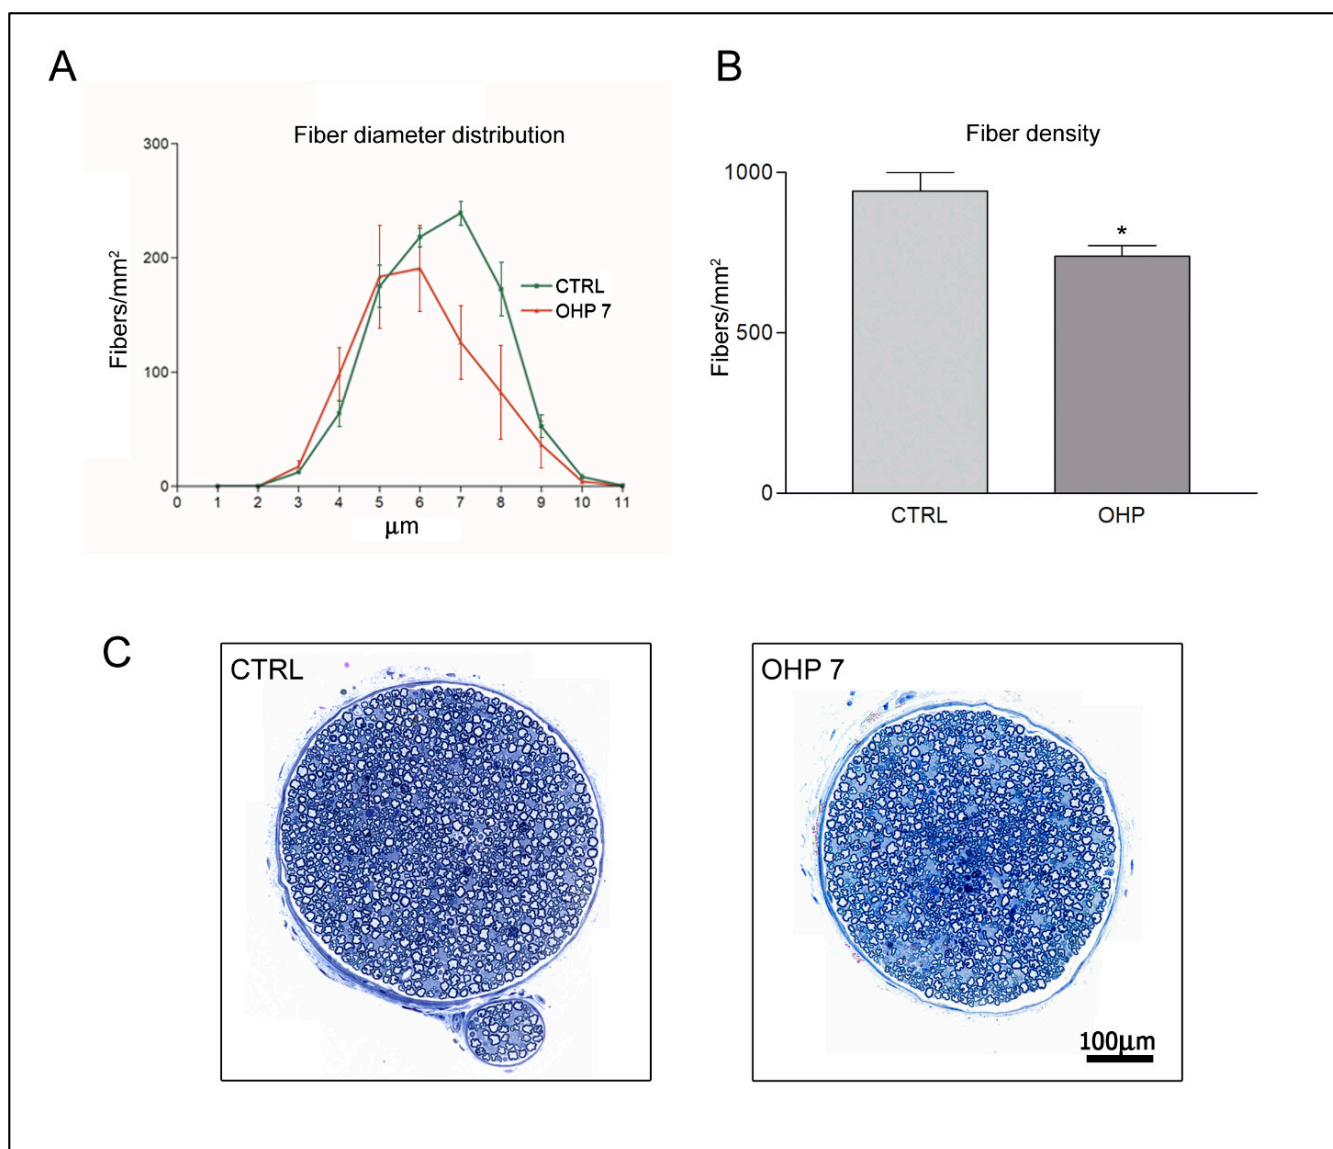 A
Fiber diameter distribution
300
200
100
0
Fibers/mm²
0 1 2 3 4 5 6 7 8 9 10 11
μm
CTRL
OHP 7
B
Fiber density
1000
500
0
Fibers/mm²
*
CTRL OHP
C
CTRL
OHP 7
100μm